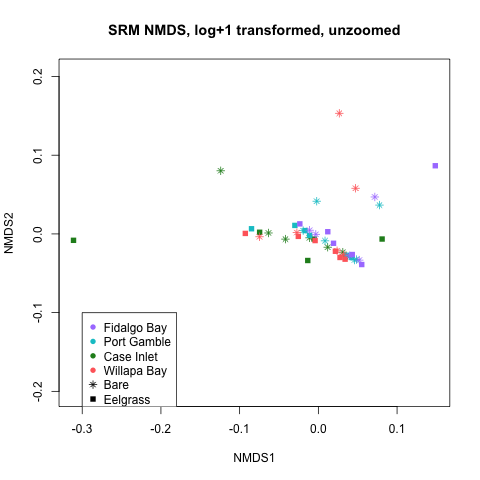 SRM NMDS, log+1 transformed, unzoomed
NMDS2
0.2
0.1
0.0
-0.1
-0.2
Fidalgo Bay
Port Gamble
Case Inlet
Willapa Bay
Bare
Eelgrass
-0.3 -0.2 -0.1 0.0 0.1
NMDS1